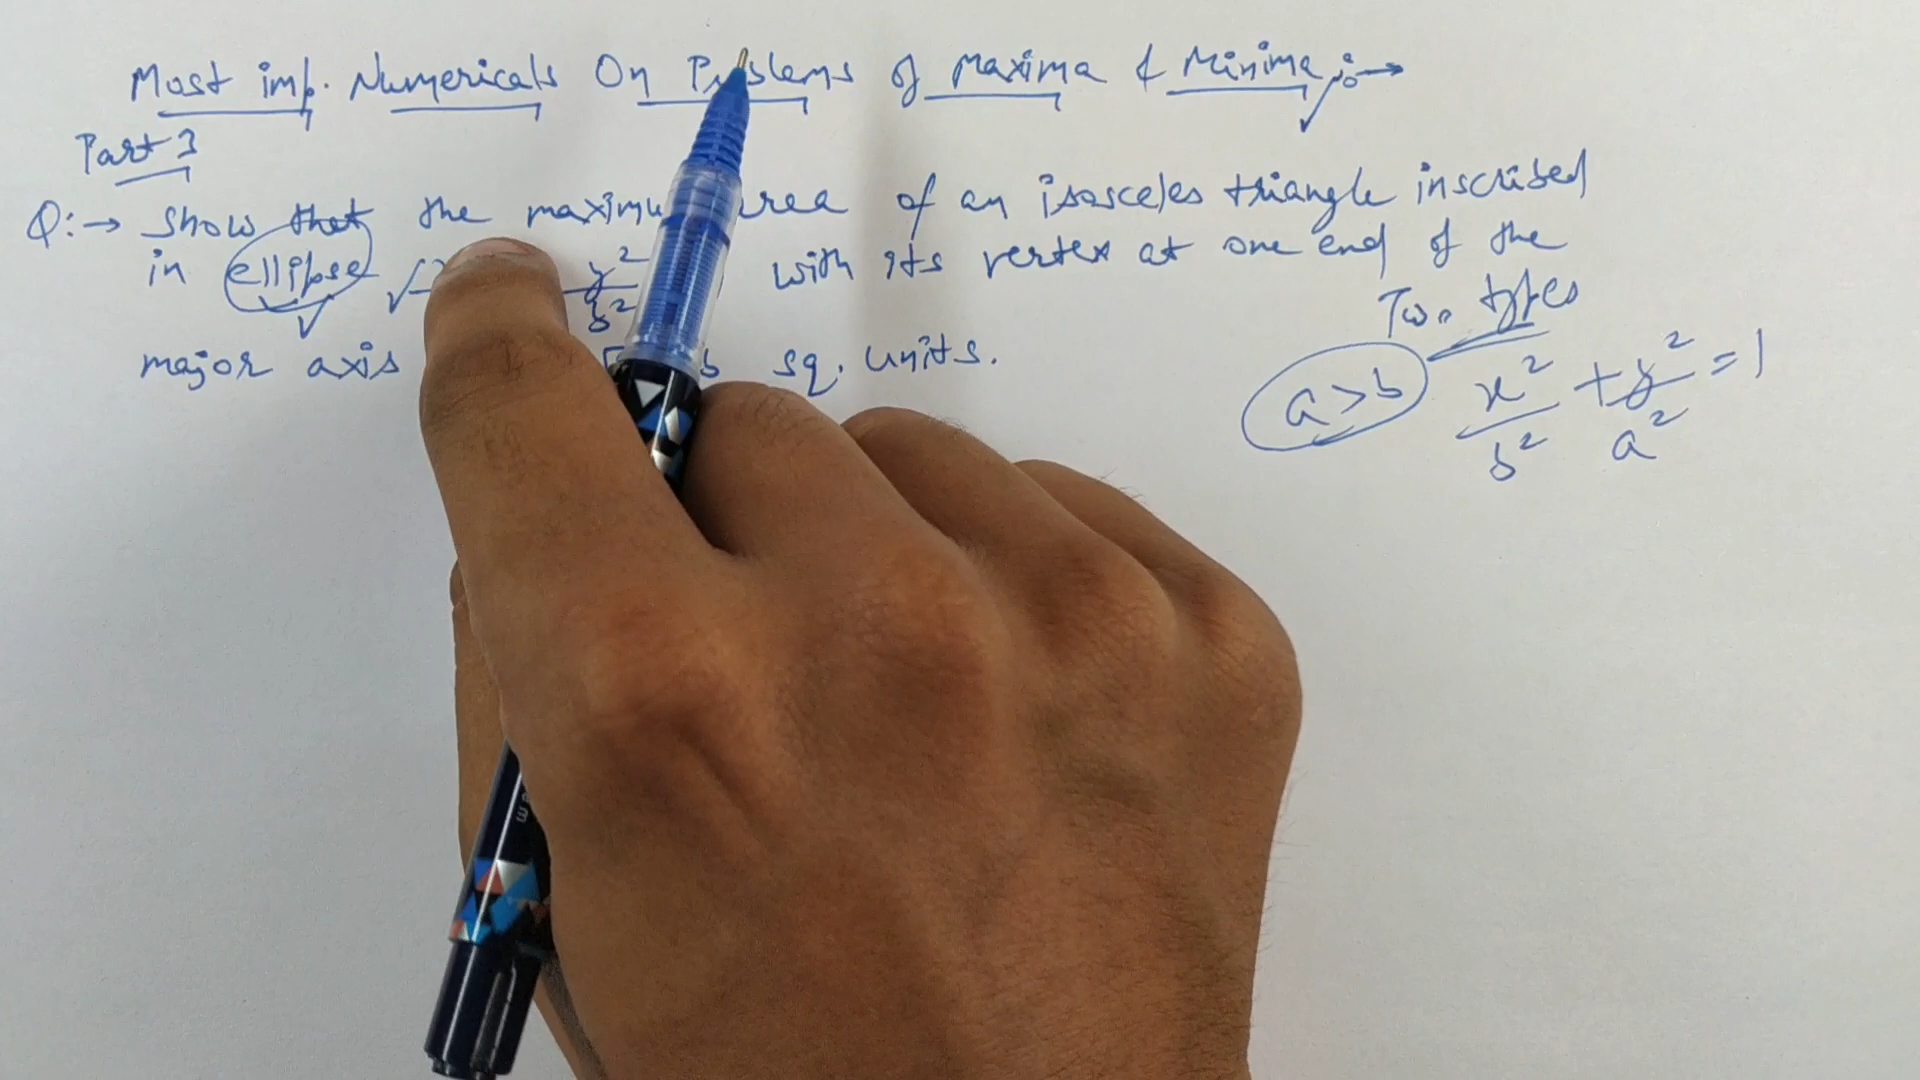 Most imp. Numericals On Problems of Maxima & Minima :→
Part 3
Q:→ Show that the maximum area of an isosceles triangle inscribed
in ellipse y²/b² with its vertex at one end of the
major axis b sq. units.
Two types
a>b x²/b² + y²/a² = 1